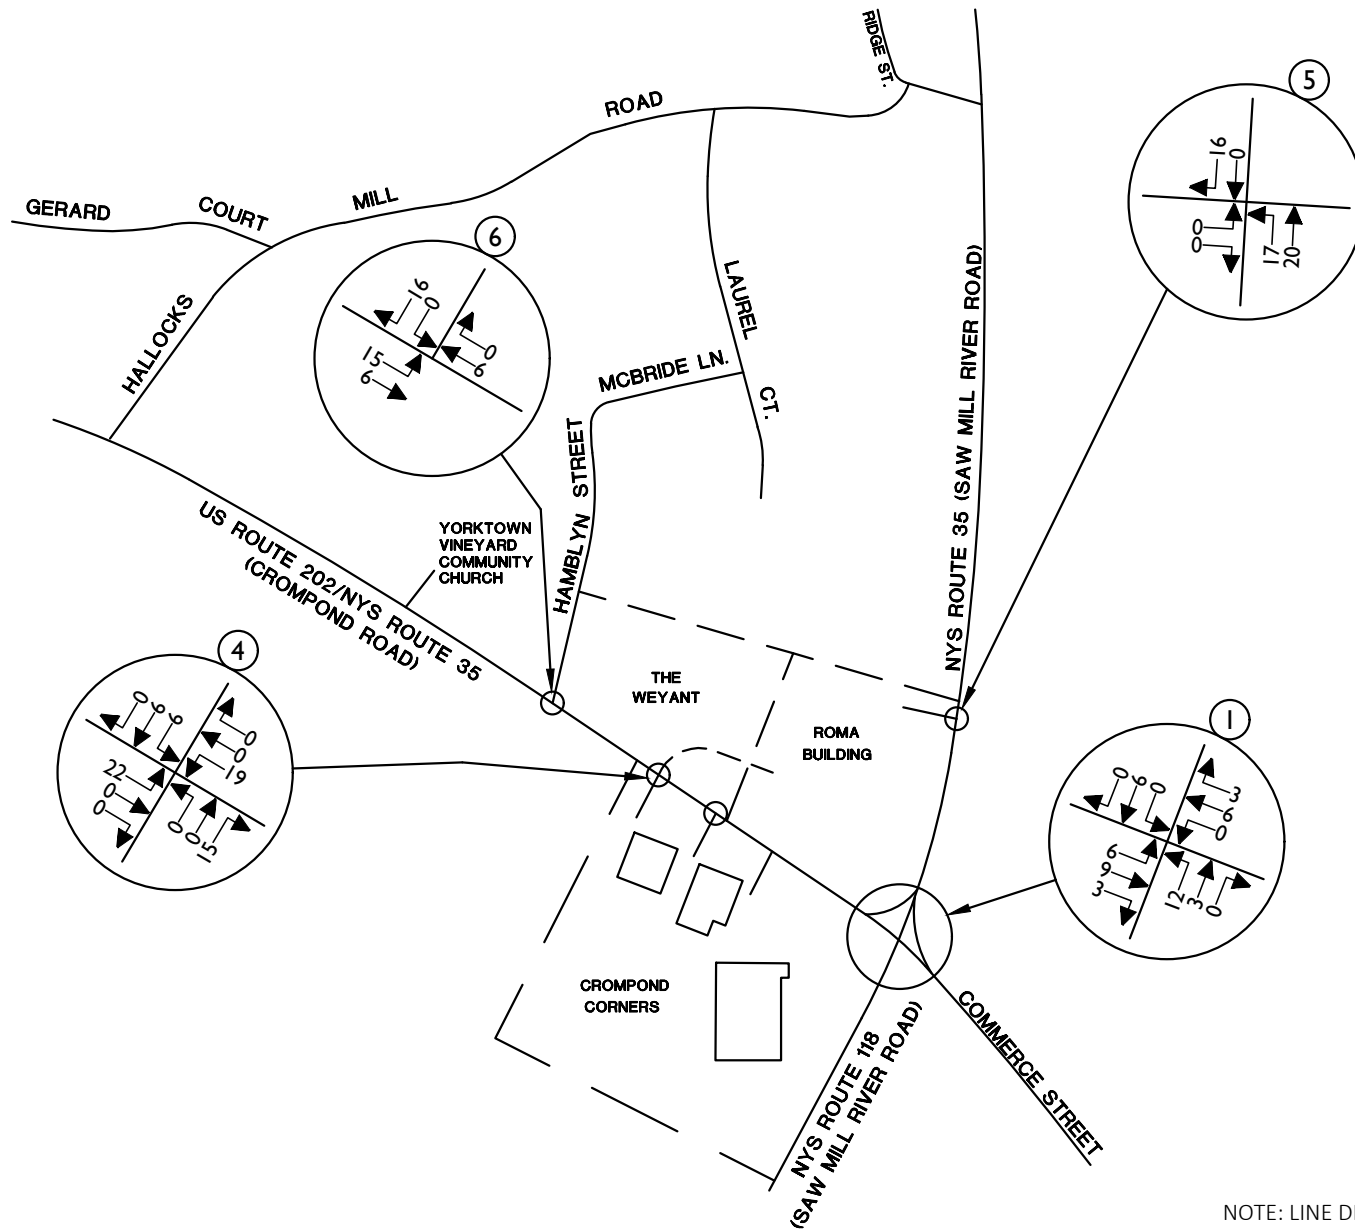 RIDGE ST.
ROAD
5
16
0
0
0
17
20
MILL
COURT
GERARD
6
16
0
0
6
15
6
HALLOCKS
LAUREL
CT.
MCBRIDE LN.
HAMBLYN STREET
NYS ROUTE 35 (SAW MILL RIVER ROAD)
US ROUTE 202/NYS ROUTE 35
(CROMPOND ROAD)
YORKTOWN
VINEYARD
COMMUNITY
CHURCH
4
0
6
6
0
0
19
22
0
0
0
0
15
THE
WEYANT
ROMA
BUILDING
1
0
6
0
3
6
0
6
9
3
12
3
0
CROMPOND
CORNERS
NYS ROUTE 118
(SAW MILL RIVER ROAD)
COMMERCE STREET